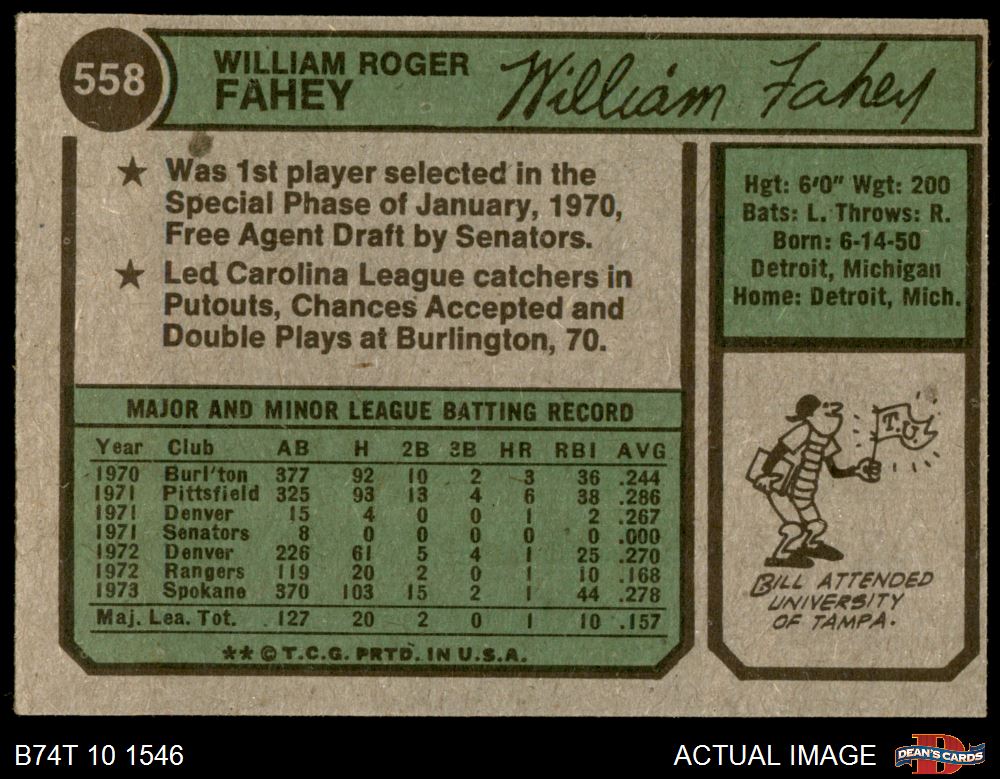 558
WILLIAM ROGER
FAHEY
William Fahey
★ Was 1st player selected in the
Special Phase of January, 1970,
Free Agent Draft by Senators.
★ Led Carolina League catchers in
Putouts, Chances Accepted and
Double Plays at Burlington, 70.
Hgt: 6'0" Wgt: 200
Bats: L. Throws: R.
Born: 6-14-50
Detroit, Michigan
Home: Detroit, Mich.
MAJOR AND MINOR LEAGUE BATTING RECORD
Year Club AB H 2B 3B HR RBI AVG
1970 Burl'ton 377 92 10 2 3 36 .244
1971 Pittsfield 325 93 13 4 6 38 .286
1971 Denver 15 4 0 0 1 2 .267
1971 Senators 8 0 0 0 0 0 .000
1972 Denver 226 61 5 4 1 25 .270
1972 Rangers 119 20 2 0 1 10 .168
1973 Spokane 370 103 15 2 1 44 .278
Maj. Lea. Tot. 127 20 2 0 1 10 .157
** © T.C.G. PRTD. IN U.S.A.
T.U.
BILL ATTENDED
UNIVERSITY
OF TAMPA.
B74T 10 1546
ACTUAL IMAGE
DEAN'S CARDS